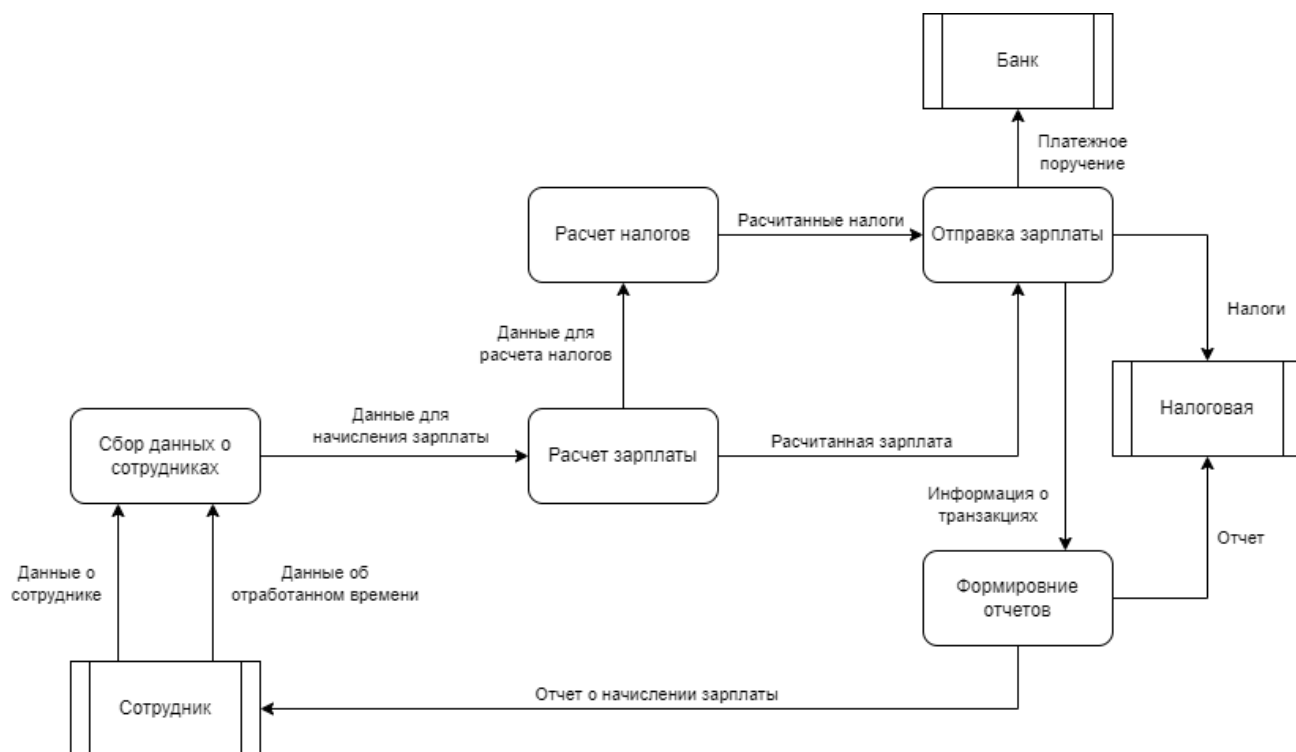 Банк
Платежное
поручение
Расчет налогов
Расчитанные налоги
Отправка зарплаты
Налоги
Данные для
расчета налогов
Налоговая
Данные для
начисления зарплаты
Сбор данных о
сотрудниках
Расчет зарплаты
Расчитанная зарплата
Информация о
транзакциях
Отчет
Данные о
сотруднике
Данные об
отработанном времени
Формировние
отчетов
Отчет о начислении зарплаты
Сотрудник